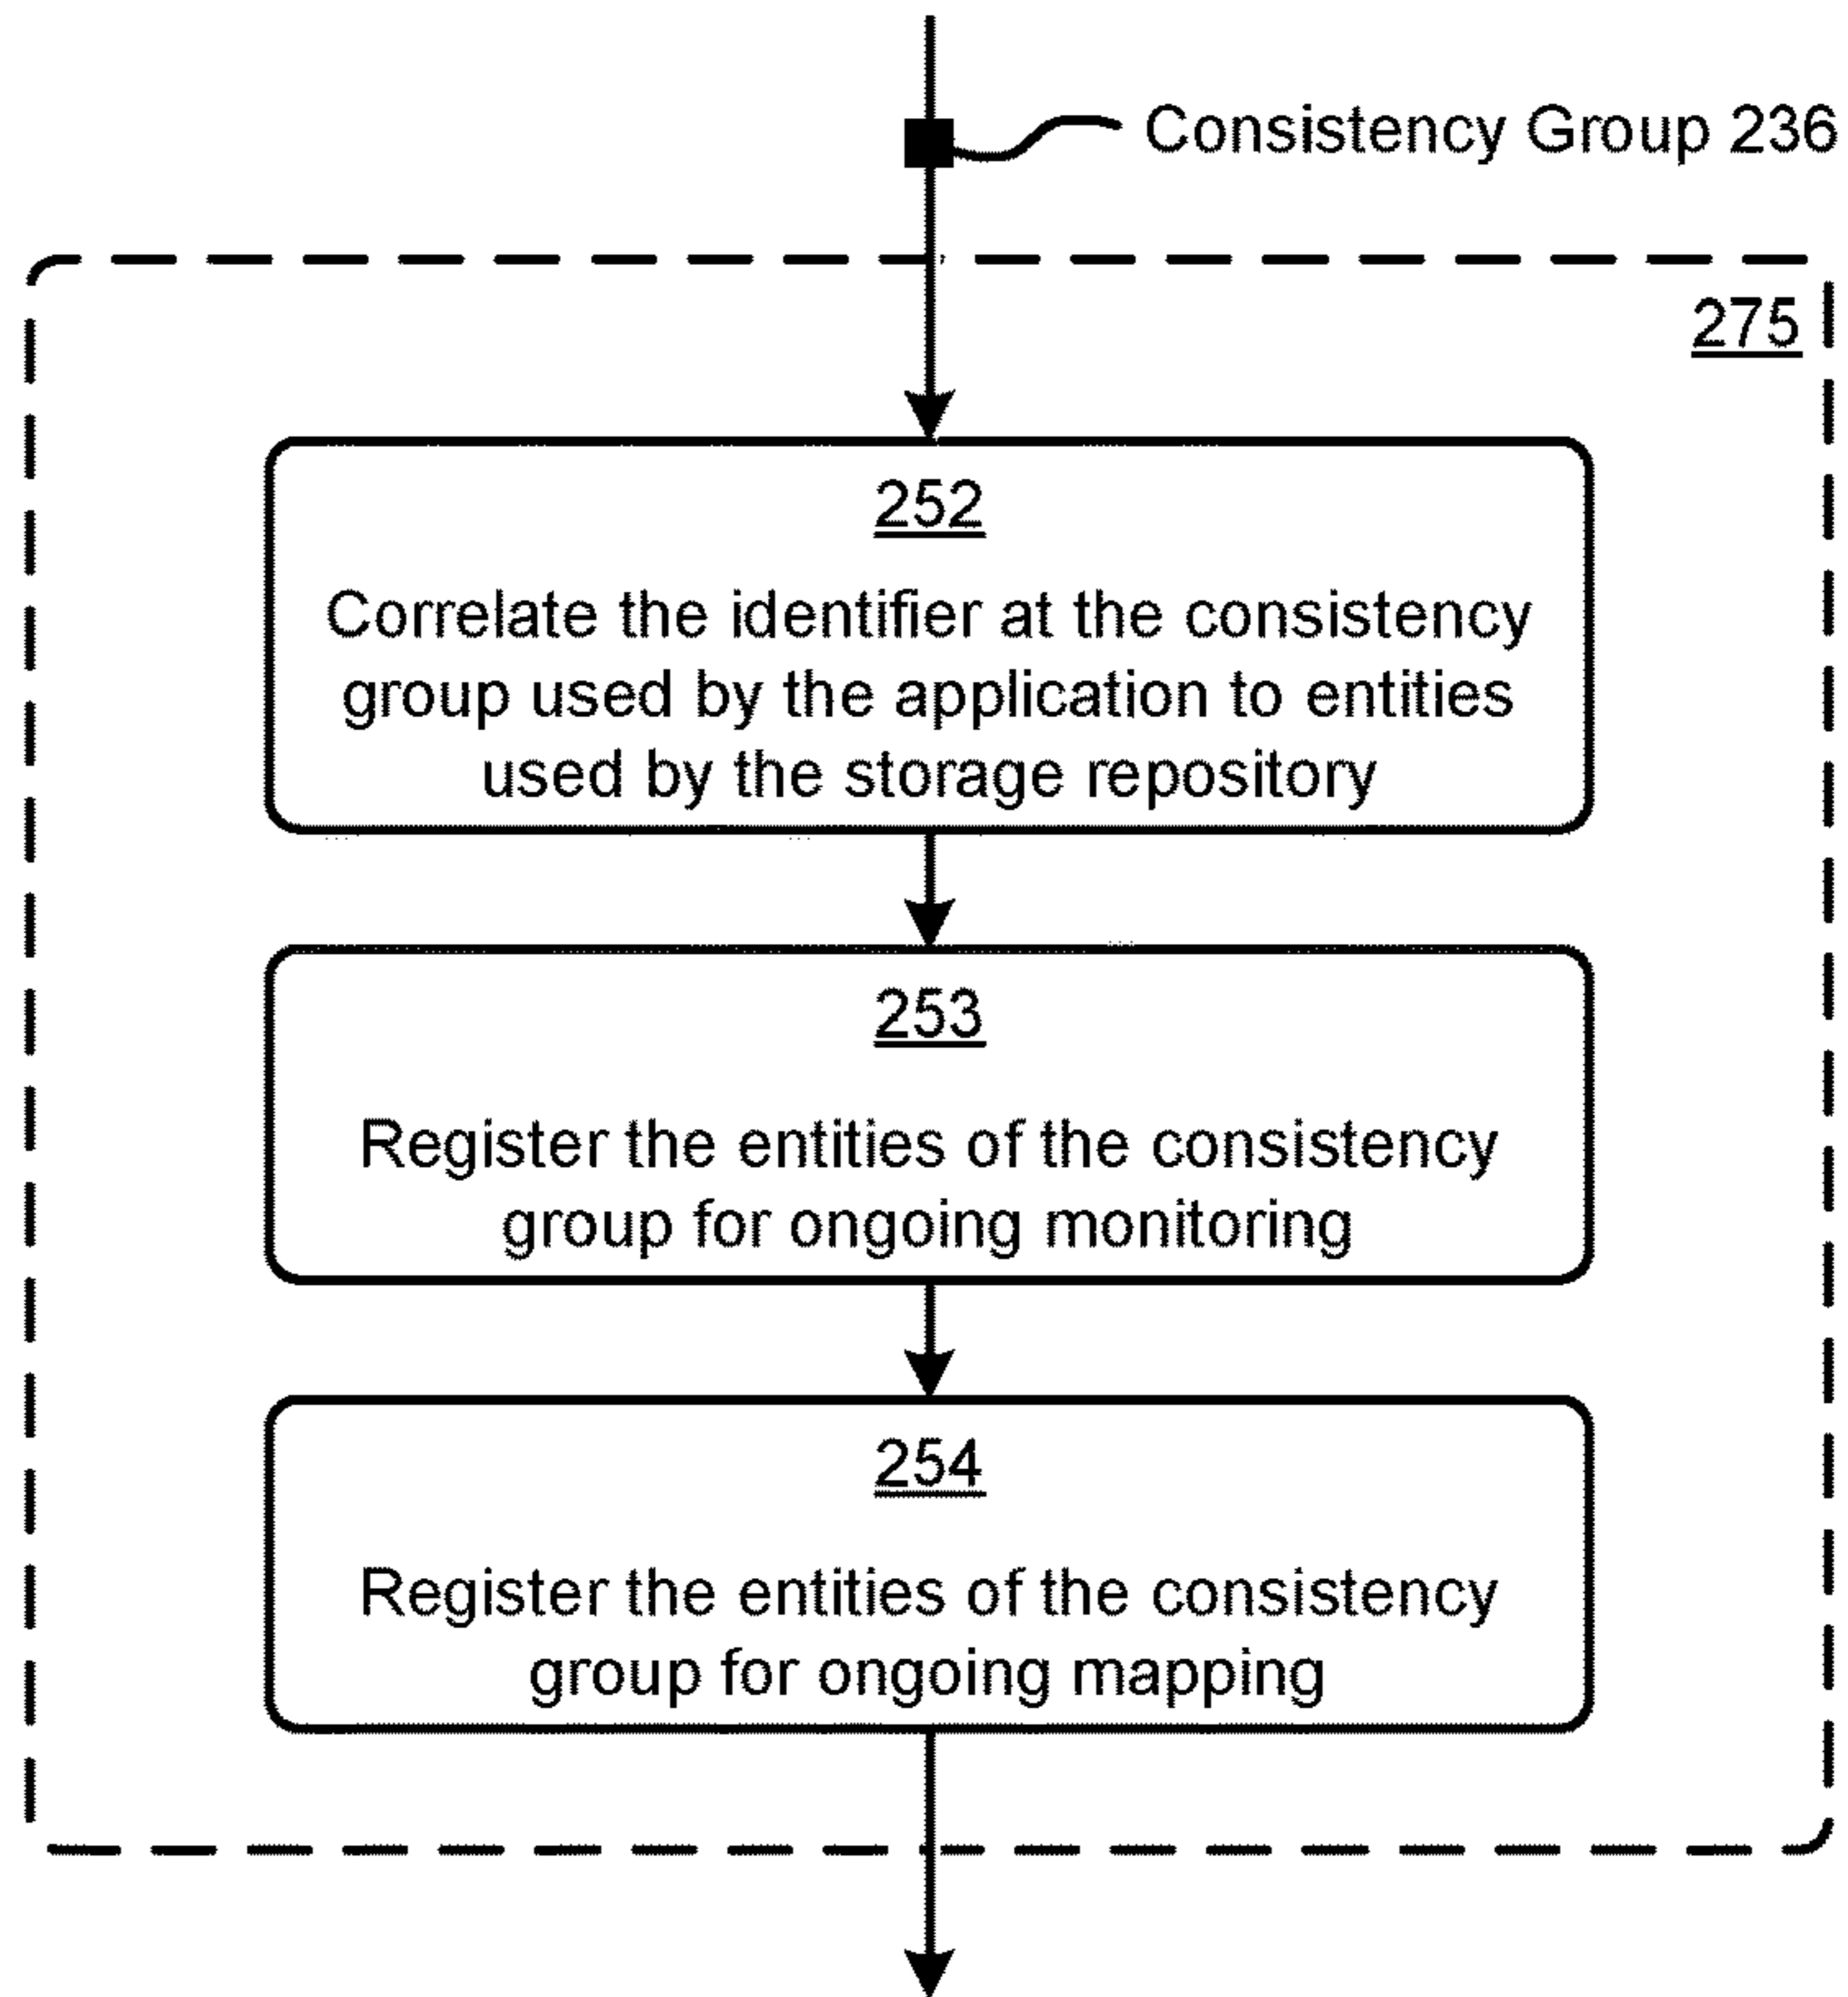 Consistency Group 236
275
252
Correlate the identifier at the consistency
group used by the application to entities
used by the storage repository
253
Register the entities of the consistency
group for ongoing monitoring
254
Register the entities of the consistency
group for ongoing mapping